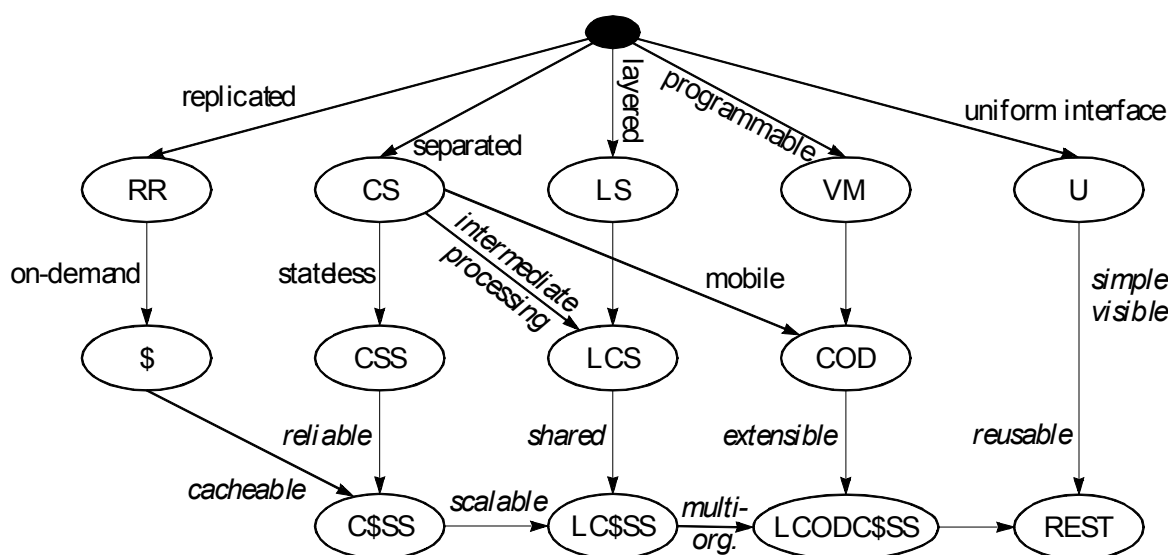 layered
programmable
replicated
uniform interface
separated
RR
CS
LS
VM
U
intermediate
processing
on-demand
stateless
mobile
simple
visible
$
CSS
LCS
COD
reliable
shared
extensible
reusable
cacheable
scalable
multi-
org.
C$SS
LC$SS
LCODC$SS
REST